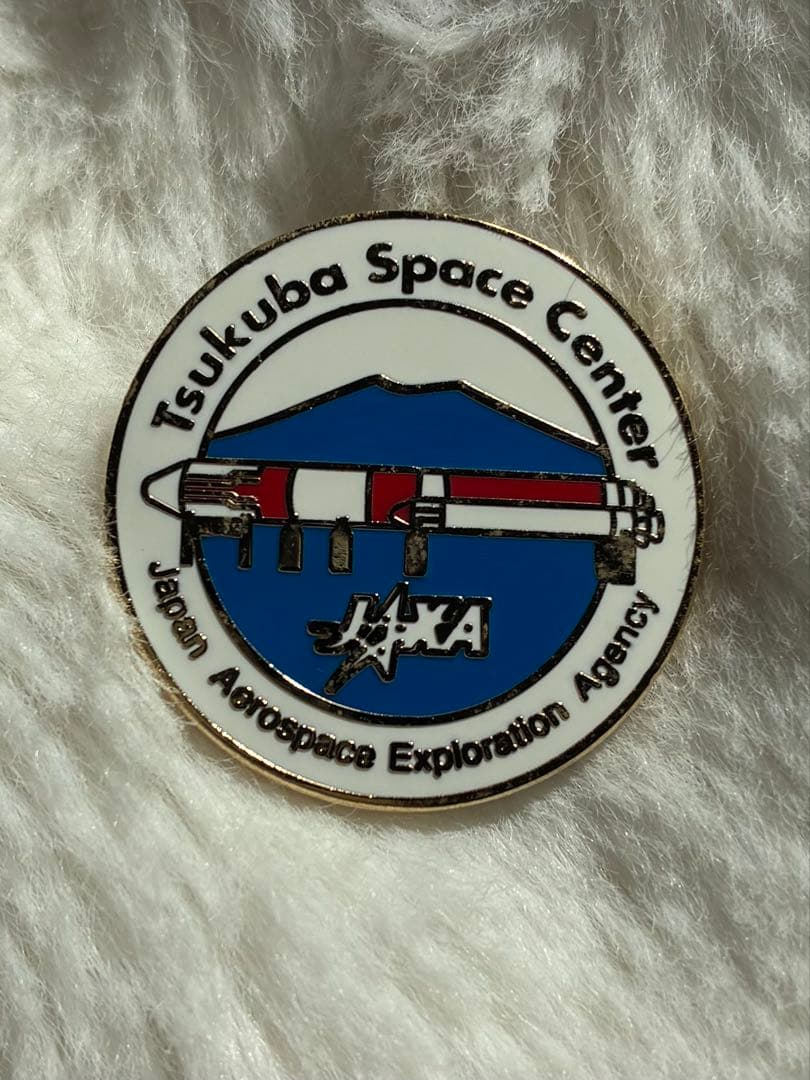 Tsukuba Space Center
JAXA
Japan Aerospace Exploration Agency